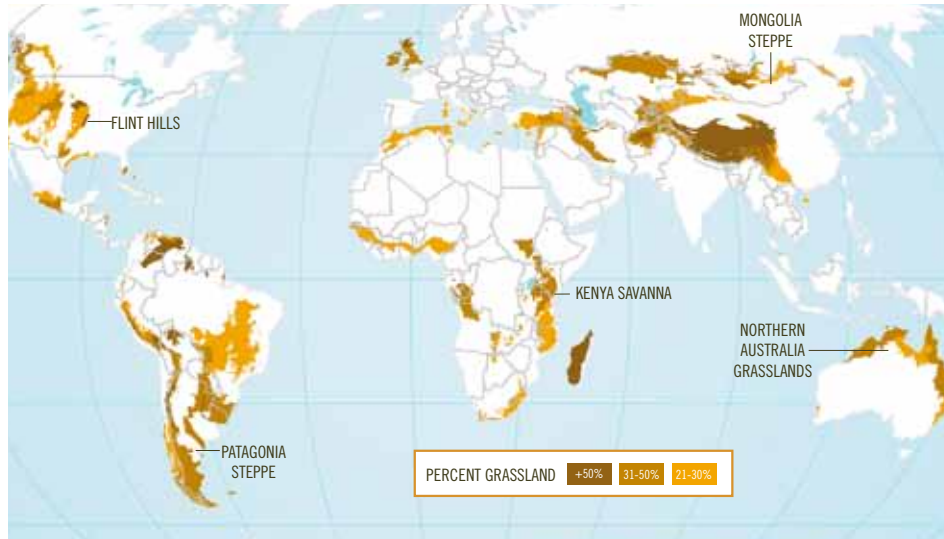 MONGOLIA
STEPPE
FLINT HILLS
KENYA SAVANNA
NORTHERN
AUSTRALIA
GRASSLANDS
PATAGONIA
STEPPE
PERCENT GRASSLAND +50% 31-50% 21-30%